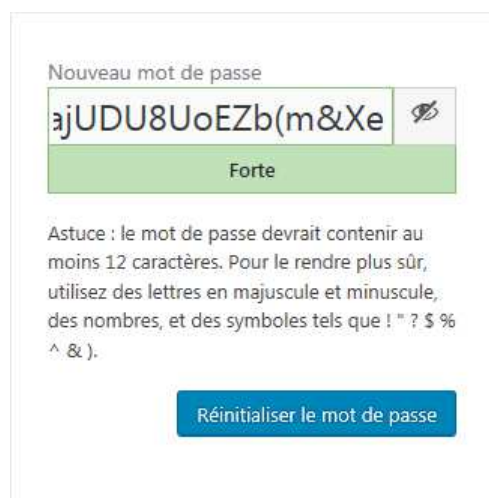 Nouveau mot de passe
ajUDU8UoEZb(m&Xe
Forte
Astuce : le mot de passe devrait contenir au
moins 12 caractères. Pour le rendre plus sûr,
utilisez des lettres en majuscule et minuscule,
des nombres, et des symboles tels que ! " ? $ %
^ & ).
Réinitialiser le mot de passe